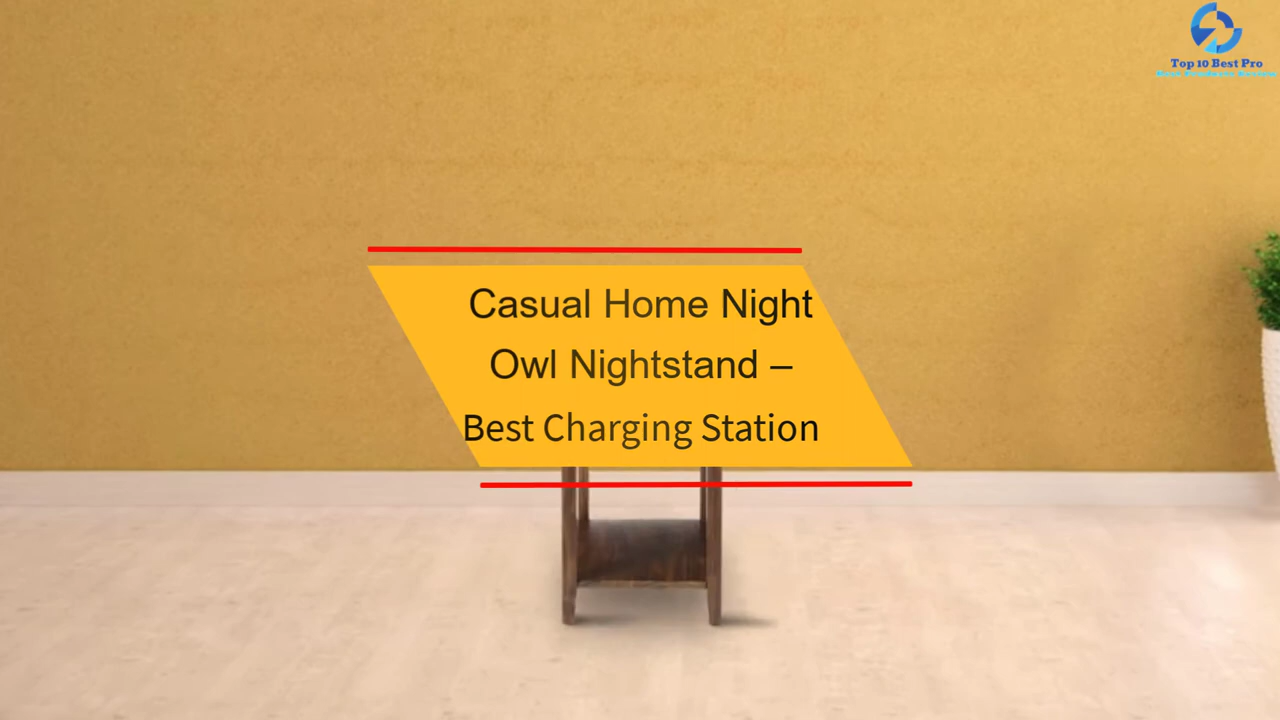 Top 10 Best Pro
Casual Home Night
Owl Nightstand –
Best Charging Station